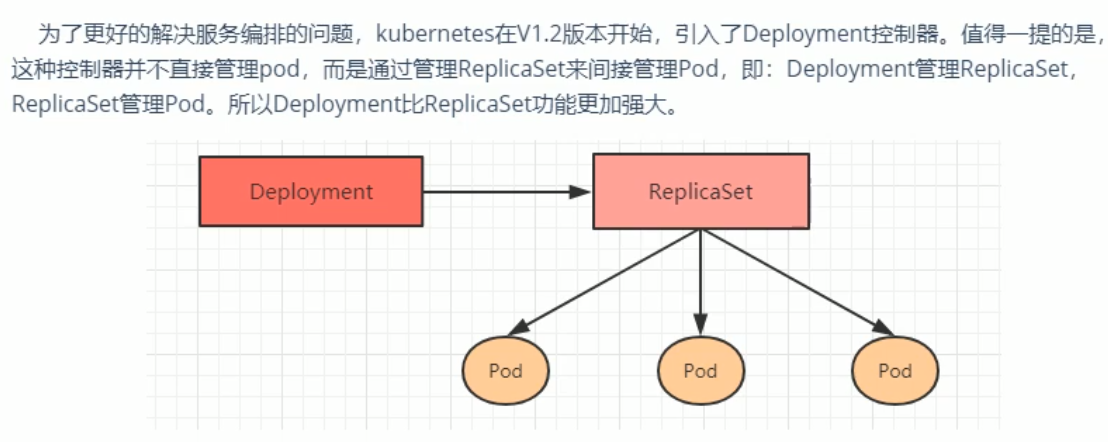 为了更好的解决服务编排的问题，kubernetes在V1.2版本开始，引入了Deployment控制器。值得一提的是，
这种控制器并不直接管理pod，而是通过管理ReplicaSet来间接管理Pod，即：Deployment管理ReplicaSet，
ReplicaSet管理Pod。所以Deployment比ReplicaSet功能更加强大。
Deployment
ReplicaSet
Pod
Pod
Pod